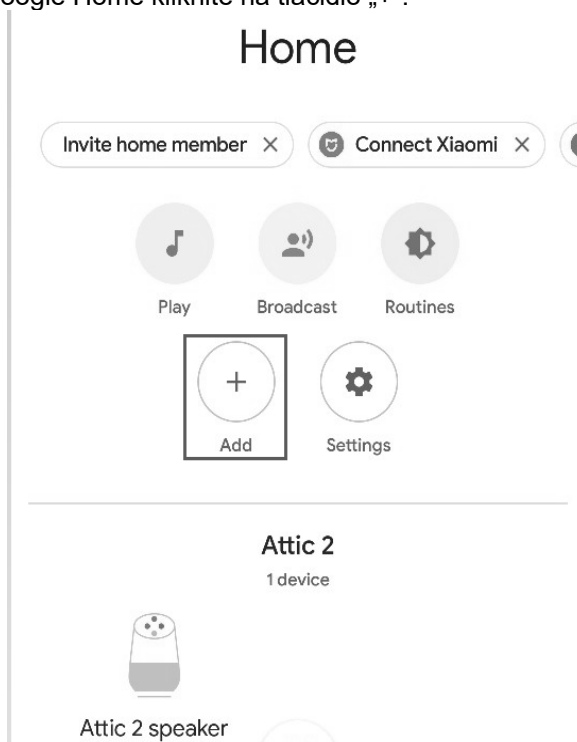 Home kliknite na tlačidlo „+“.
Home
Invite home member ×
Connect Xiaomi ×
Play Broadcast Routines
+
Add Settings
Attic 2
1 device
Attic 2 speaker